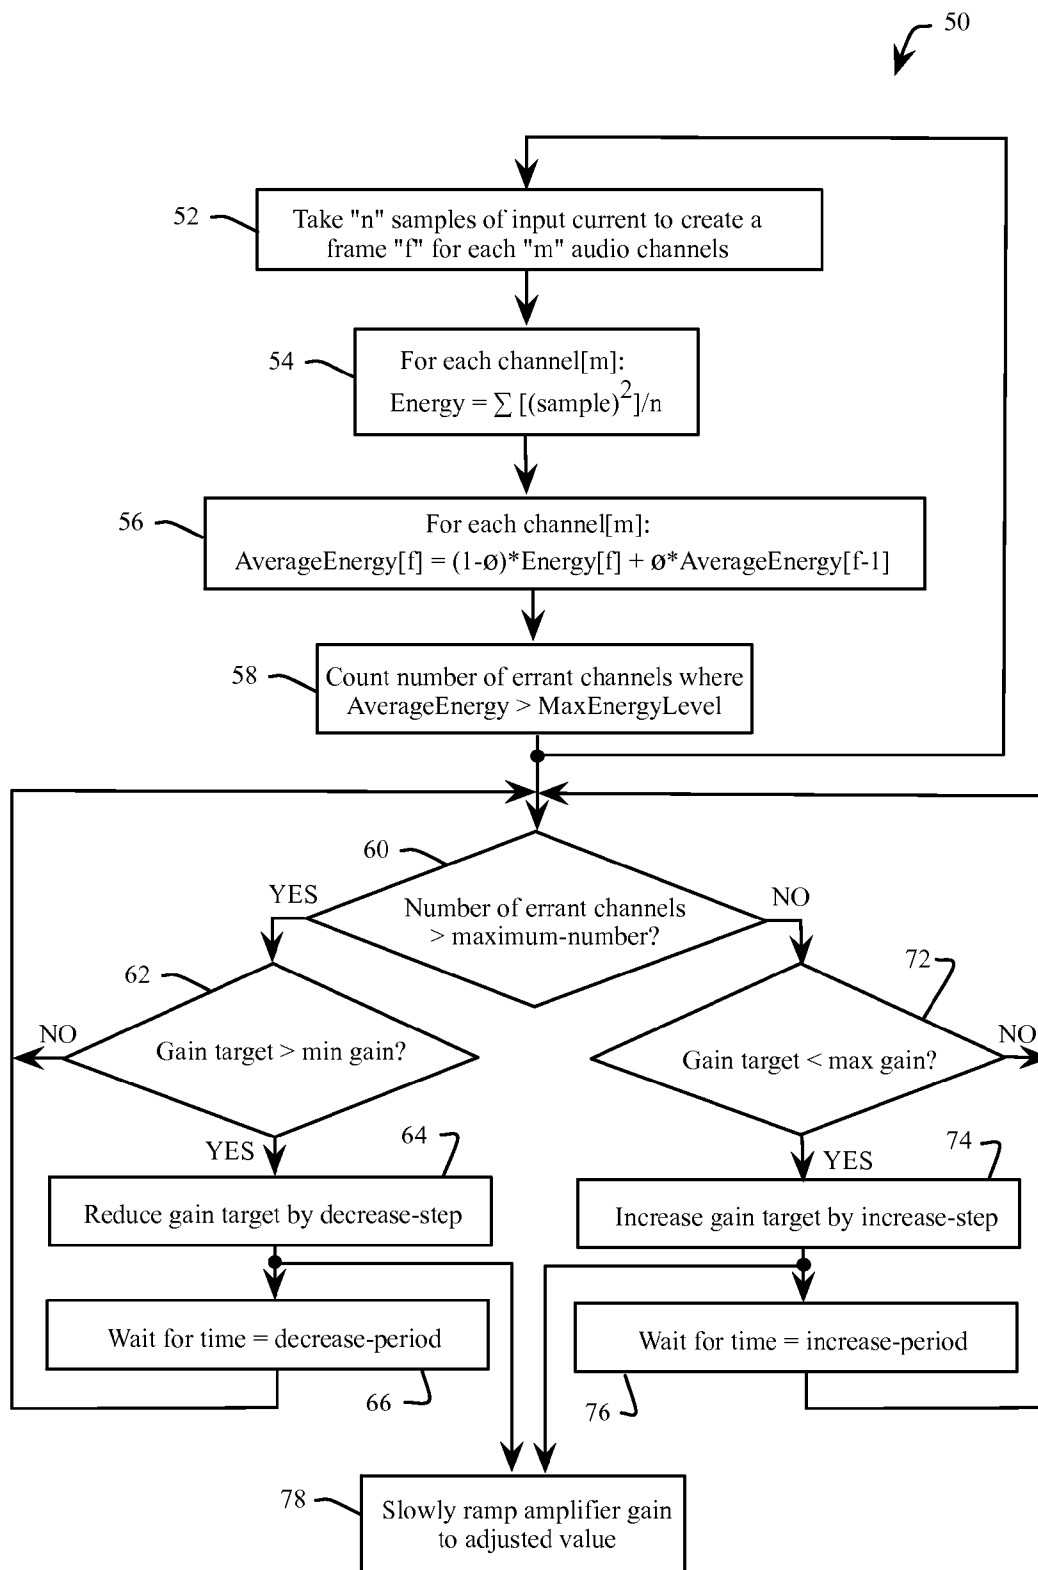 50
52
Take "n" samples of input current to create a
frame "f" for each "m" audio channels
54
For each channel[m]:
Energy = ∑ [(sample)²]/n
56
For each channel[m]:
AverageEnergy[f] = (1-ø)*Energy[f] + ø*AverageEnergy[f-1]
58
Count number of errant channels where
AverageEnergy > MaxEnergyLevel
60
YES
NO
Number of errant channels
> maximum-number?
62
72
NO
Gain target > min gain?
Gain target < max gain?
NO
YES
64
YES
74
Reduce gain target by decrease-step
Increase gain target by increase-step
Wait for time = decrease-period
Wait for time = increase-period
66
76
78
Slowly ramp amplifier gain
to adjusted value